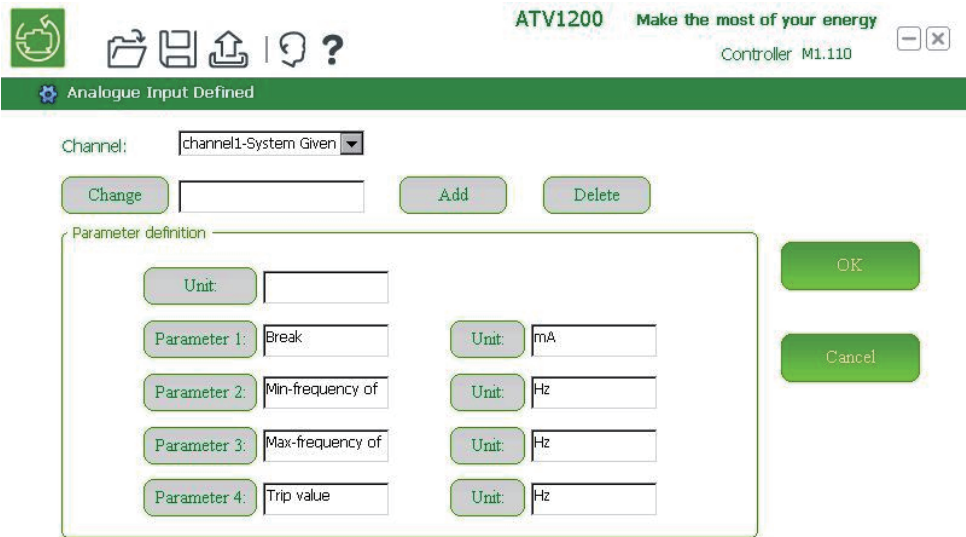 ATV1200 Make the most of your energy
Controller M1.110
?
Analogue Input Defined
Channel: channel1-System Given
Change Add Delete
Parameter definition
Unit:
OK
Parameter 1: Break Unit: mA
Cancel
Parameter 2: Min-frequency of Unit: Hz
Parameter 3: Max-frequency of Unit: Hz
Parameter 4: Trip value Unit: Hz